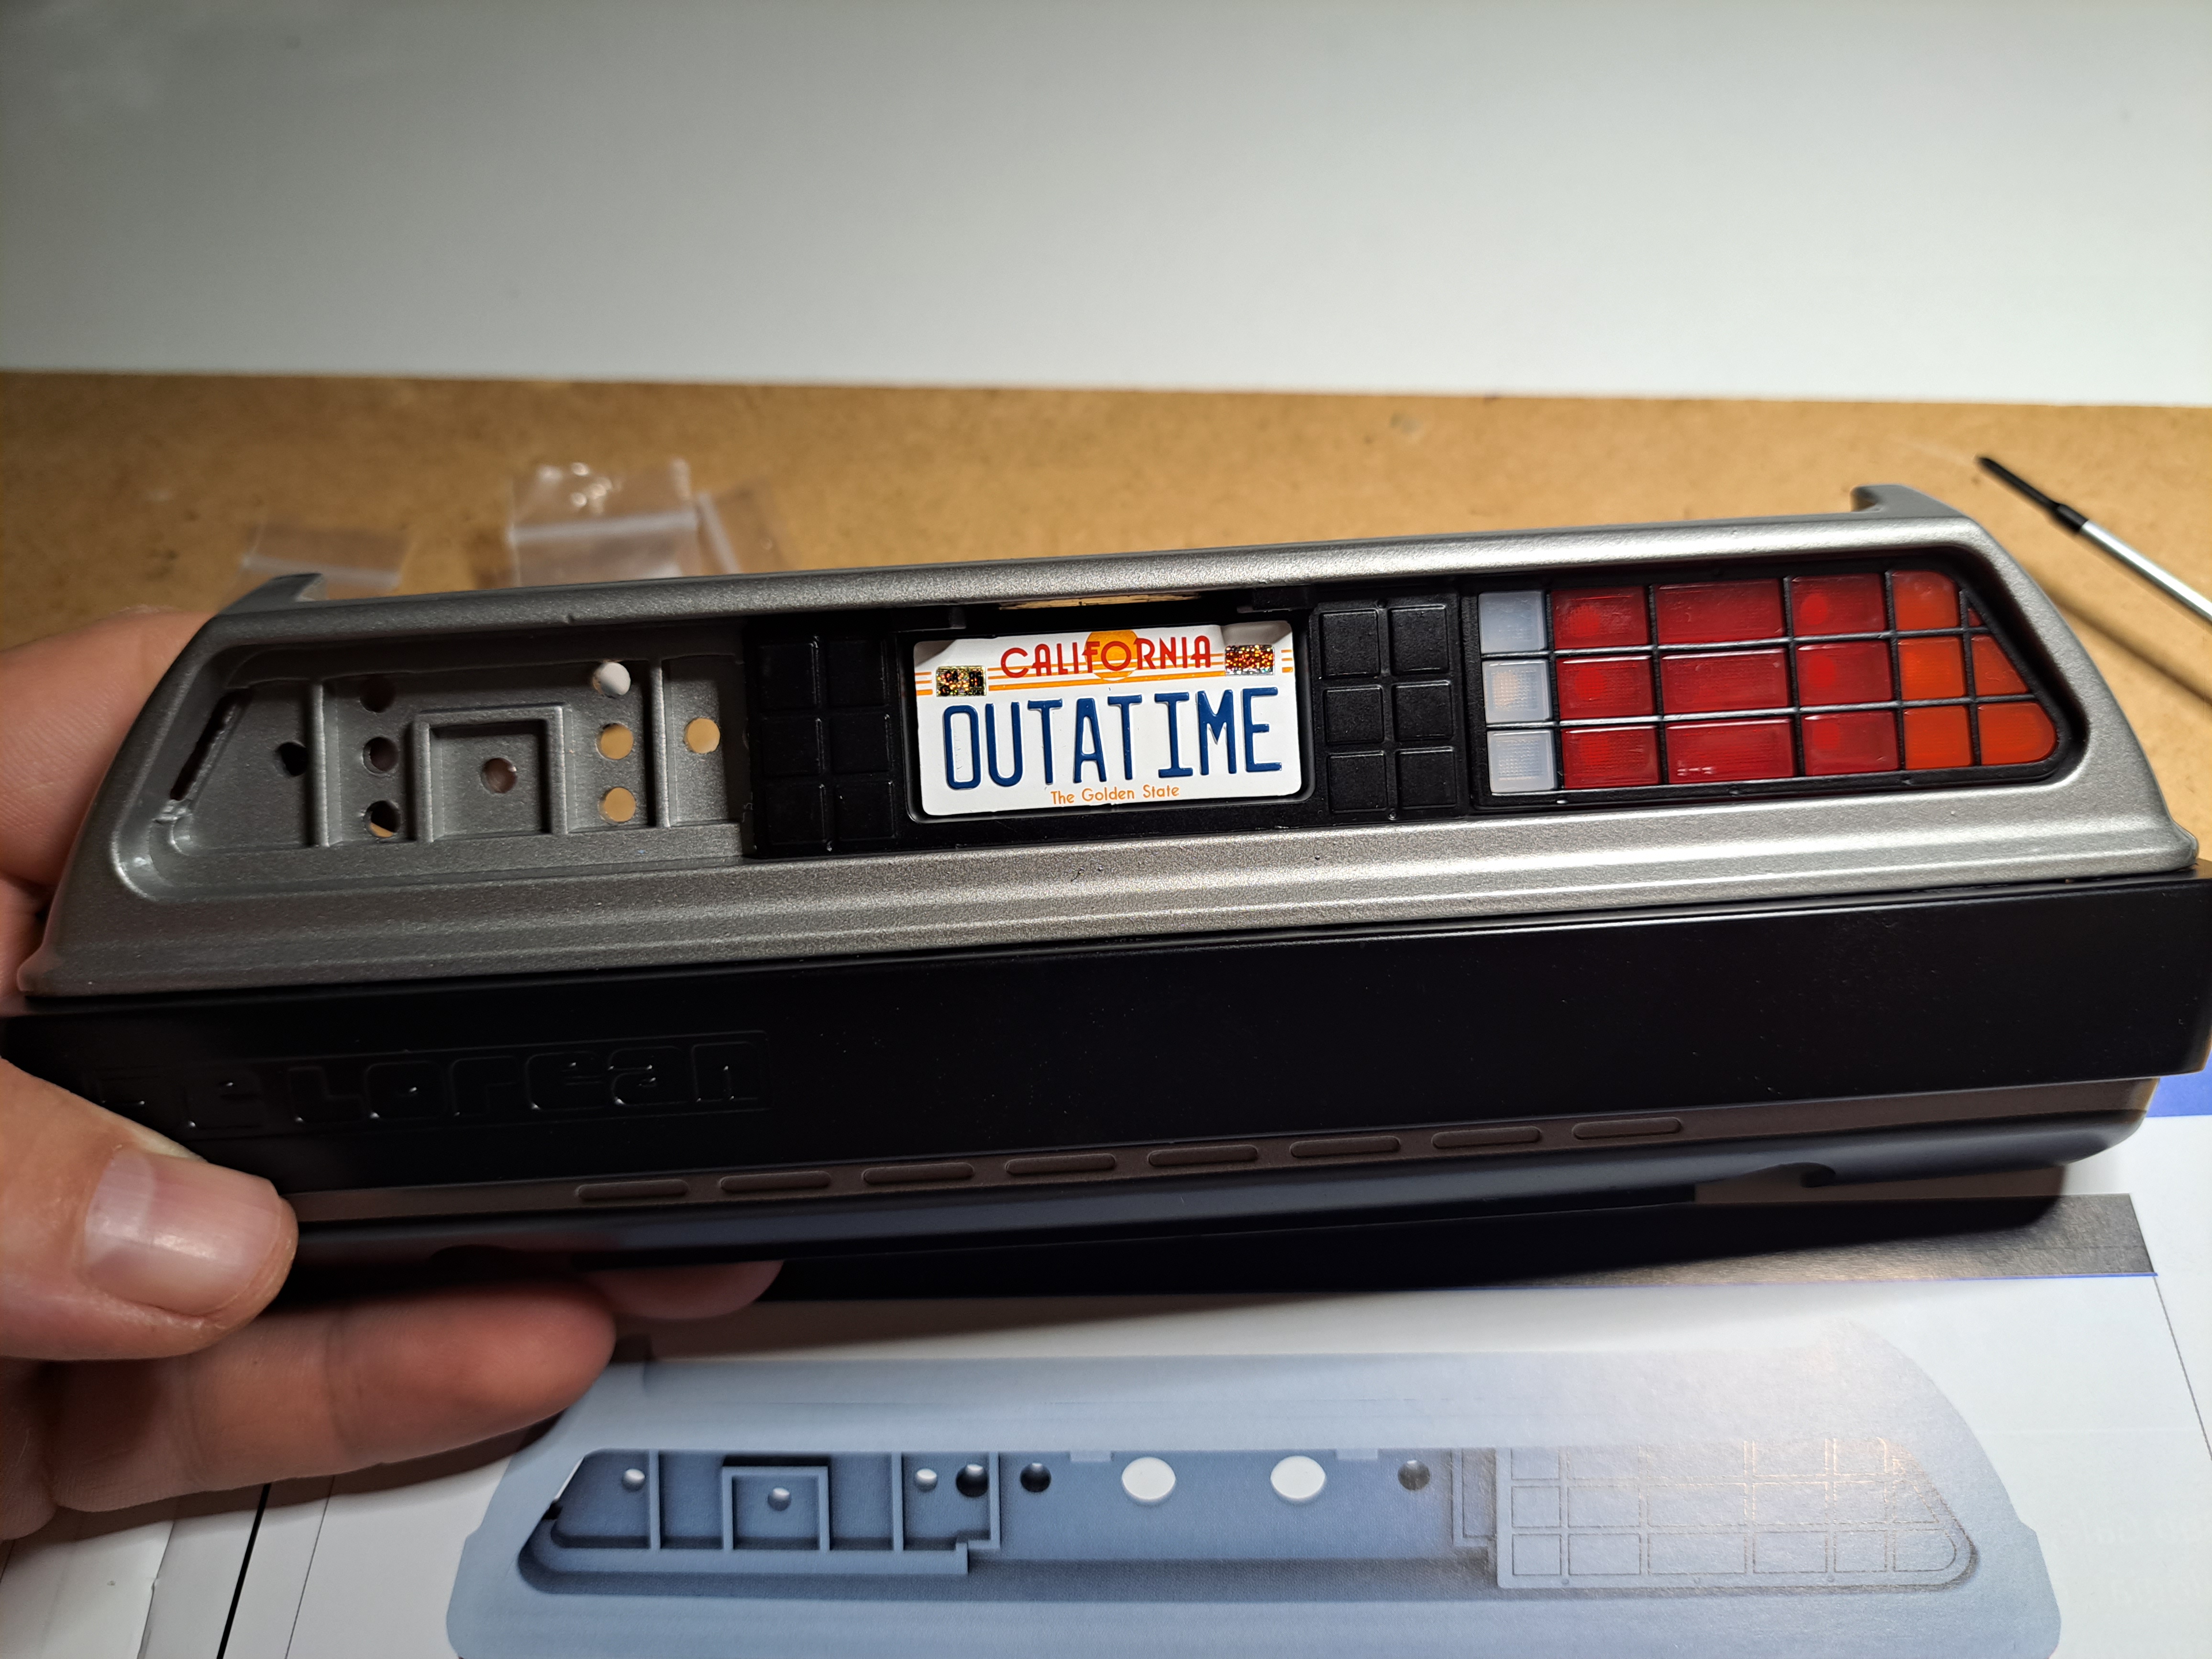 CALIFORNIA
OUTATIME
The Golden State
DeLorean